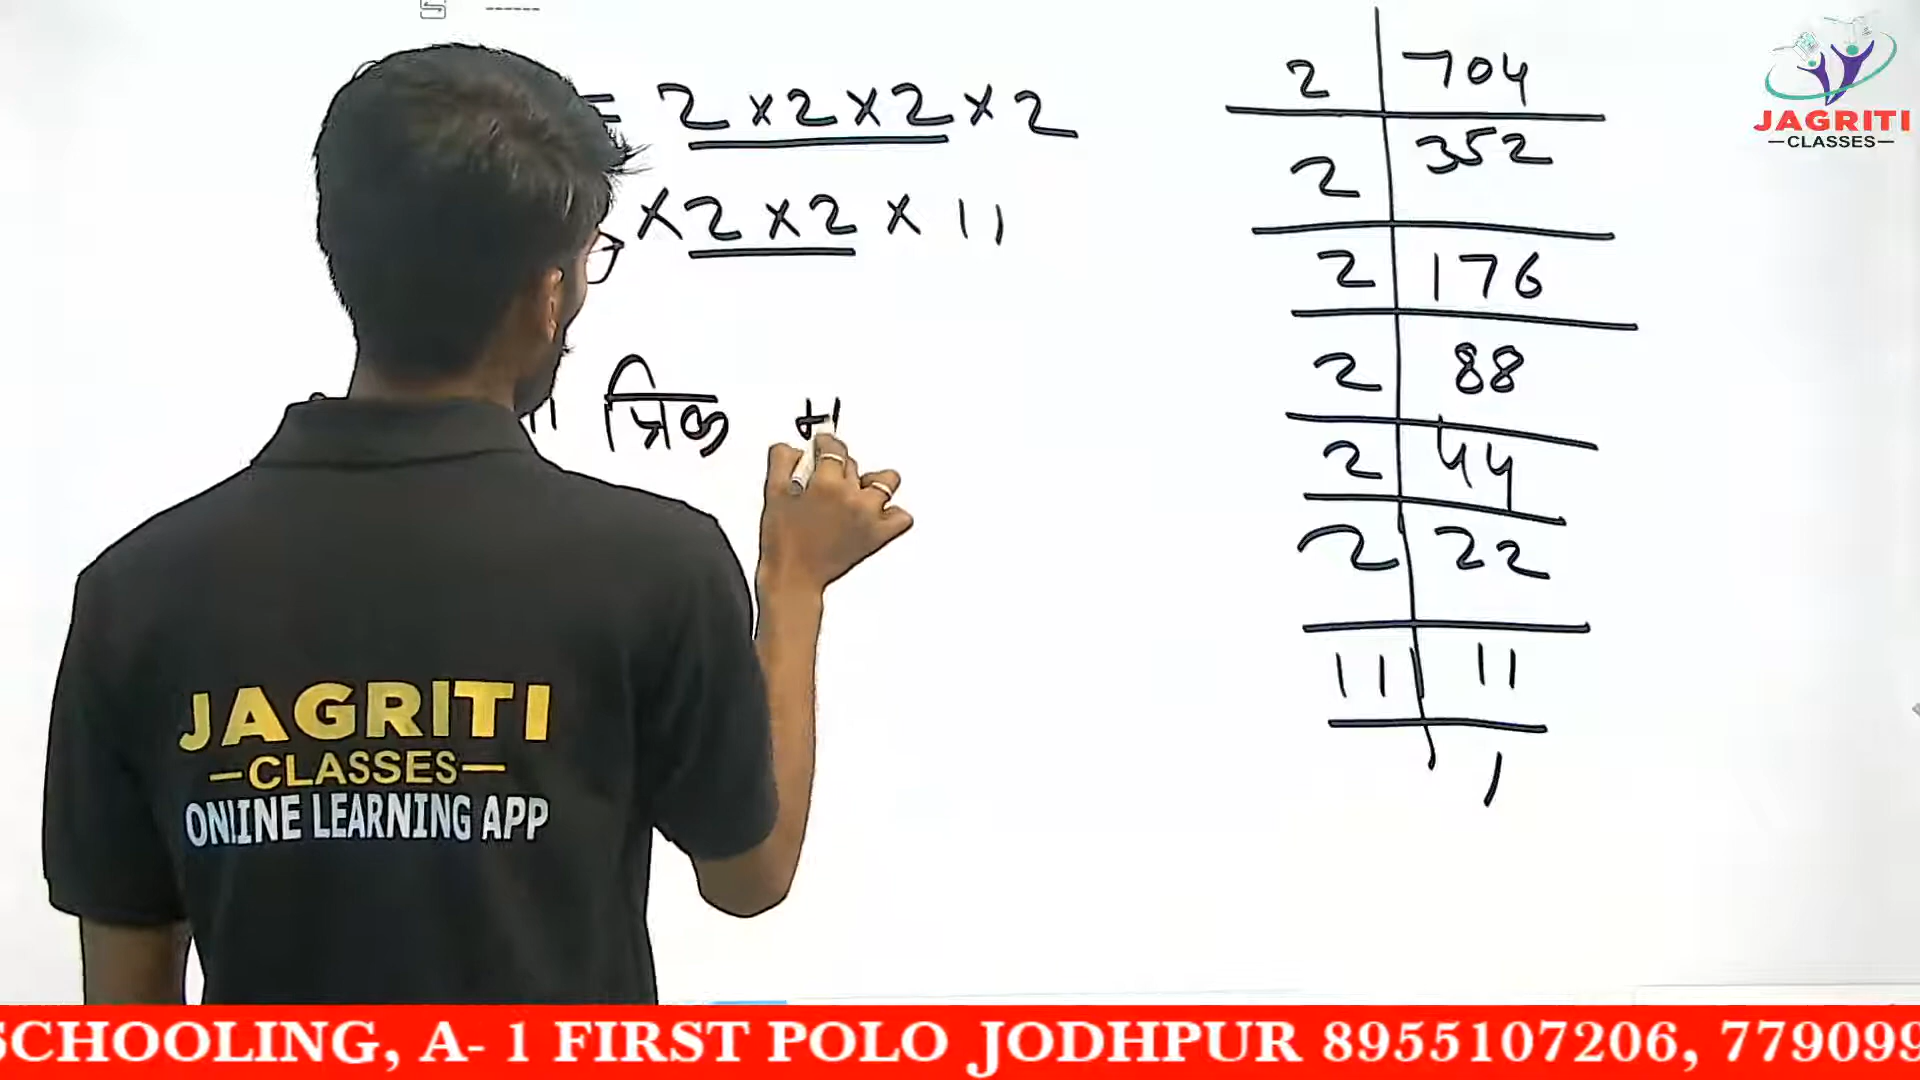 = 2 × 2 × 2 × 2
× 2 × 2 × 11
त्रिक
2 704
2 352
2 176
2 88
2 44
2 22
11 11
1
JAGRITI
CLASSES
JAGRITI
CLASSES
ONLINE LEARNING APP
SCHOOLING, A- 1 FIRST POLO JODHPUR 8955107206, 779099